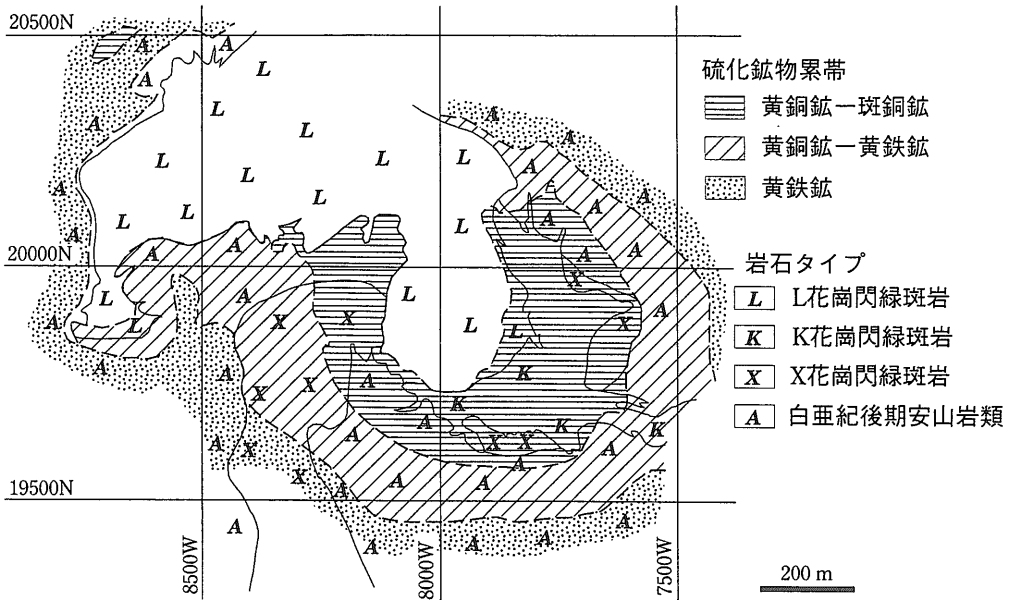 20500N
20000N
19500N
8500W
8000W
7500W
硫化鉱物累帯
黄銅鉱－斑銅鉱
黄銅鉱－黄鉄鉱
黄鉄鉱
岩石タイプ
L L花崗閃緑斑岩
K K花崗閃緑斑岩
X X花崗閃緑斑岩
A 白亜紀後期安山岩類
200 m